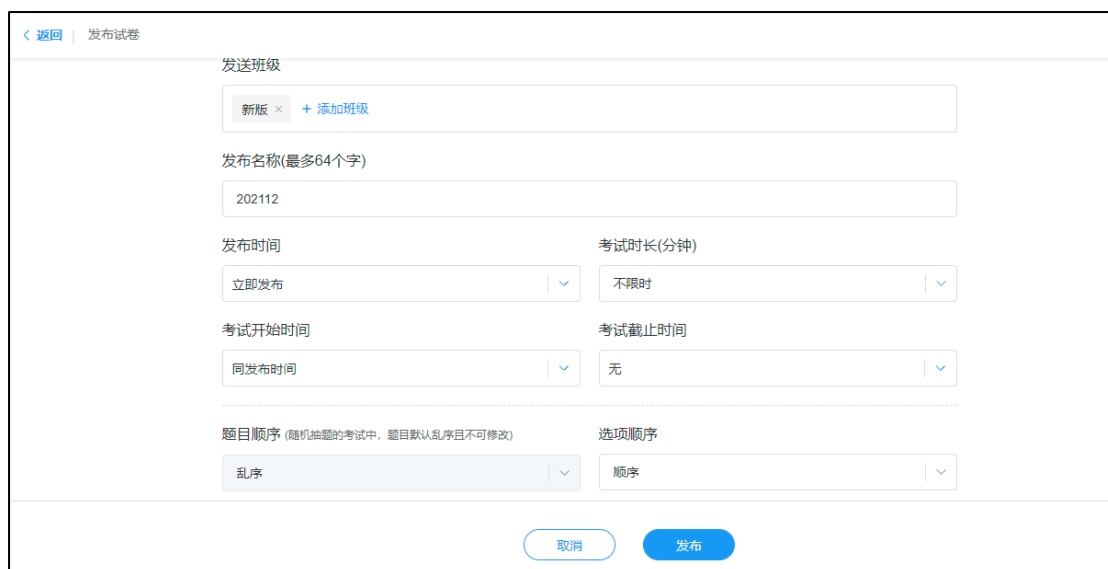 返回 | 发布试卷
发送班级
新版 × + 添加班级
发布名称(最多64个字)
202112
发布时间 考试时长(分钟)
立即发布 不限时
考试开始时间 考试截止时间
同发布时间 无
题目顺序 (随机抽题的考试中，题目默认乱序且不可修改) 选项顺序
乱序 顺序
取消 发布